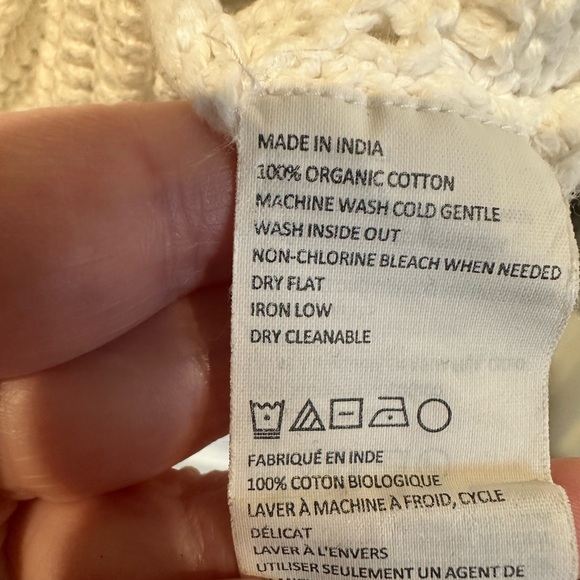 MADE IN INDIA
100% ORGANIC COTTON
MACHINE WASH COLD GENTLE
WASH INSIDE OUT
NON-CHLORINE BLEACH WHEN NEEDED
DRY FLAT
IRON LOW
DRY CLEANABLE
FABRIQUÉ EN INDE
100% COTON BIOLOGIQUE
LAVER À MACHINE À FROID, CYCLE
DÉLICAT
LAVER À L'ENVERS
UTILISER SEULEMENT UN AGENT DE